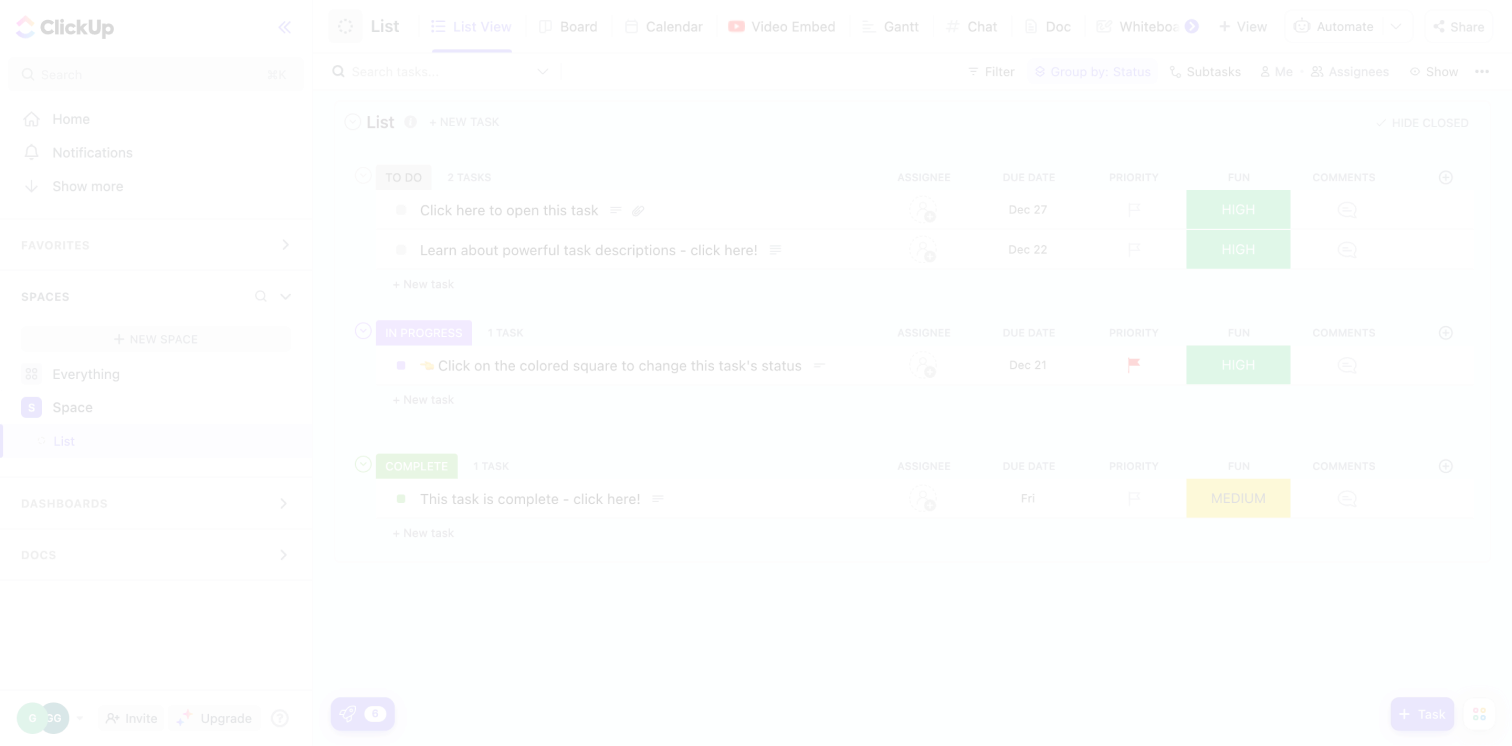 ClickUp
List
List View
Board
Calendar
Video Embed
Gantt
Chat
Doc
Whiteboa
+ View
Automate
Share
Search
⌘K
Search tasks...
Filter
Group by: Status
Subtasks
Me
Assignees
Show
Home
Notifications
Show more
FAVORITES
SPACES
+ NEW SPACE
Everything
S Space
List
DASHBOARDS
DOCS
G GG
Invite
Upgrade
?
List
+ NEW TASK
HIDE CLOSED
TO DO 2 TASKS ASSIGNEE DUE DATE PRIORITY FUN COMMENTS
Click here to open this task Dec 27 HIGH
Learn about powerful task descriptions - click here! Dec 22 HIGH
+ New task
IN PROGRESS 1 TASK ASSIGNEE DUE DATE PRIORITY FUN COMMENTS
Click on the colored square to change this task's status Dec 21 HIGH
+ New task
COMPLETE 1 TASK ASSIGNEE DUE DATE PRIORITY FUN COMMENTS
This task is complete - click here! Fri MEDIUM
+ New task
6
+ Task